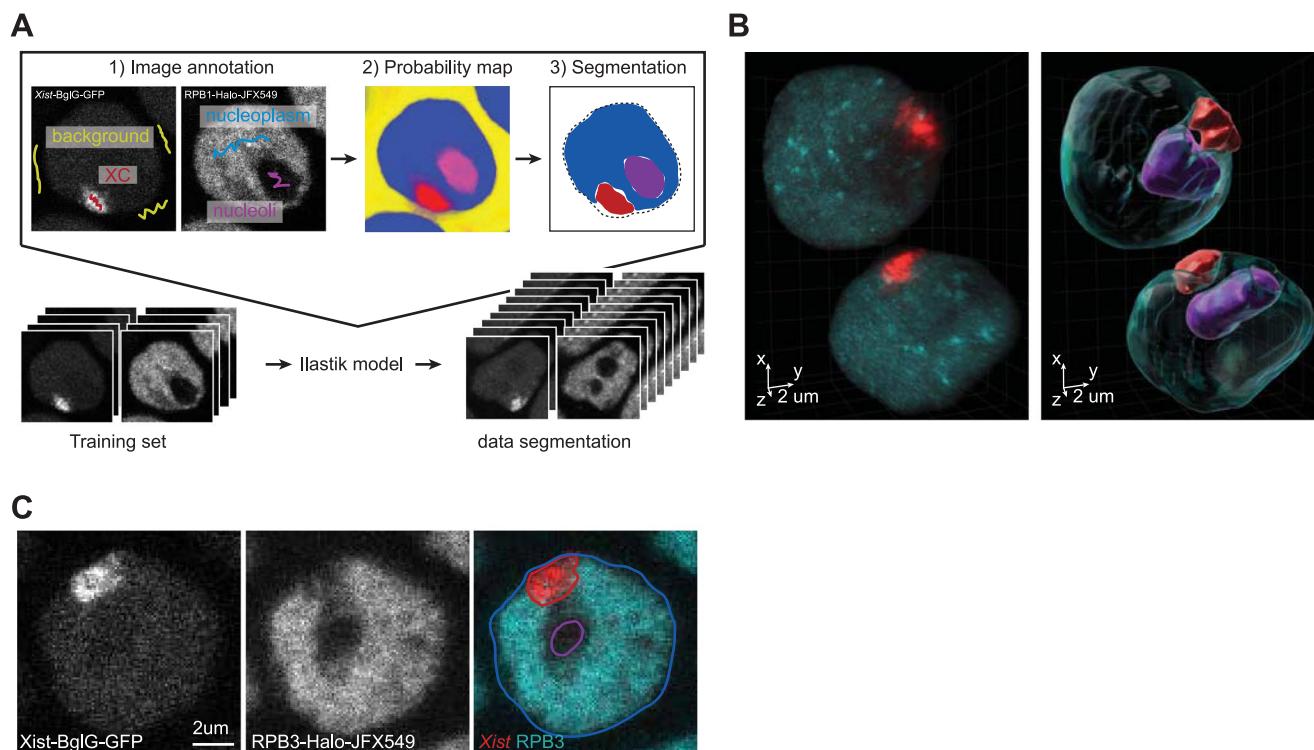 A
1) Image annotation
2) Probability map
3) Segmentation
Xist-BglG-GFP
RPB1-Halo-JFX549
nucleoplasm
background
XC
nucleoli
Ilastik model
Training set
data segmentation
B
x
y
z
2 um
x
y
z
2 um
C
Xist-BglG-GFP
2um
RPB3-Halo-JFX549
Xist RPB3